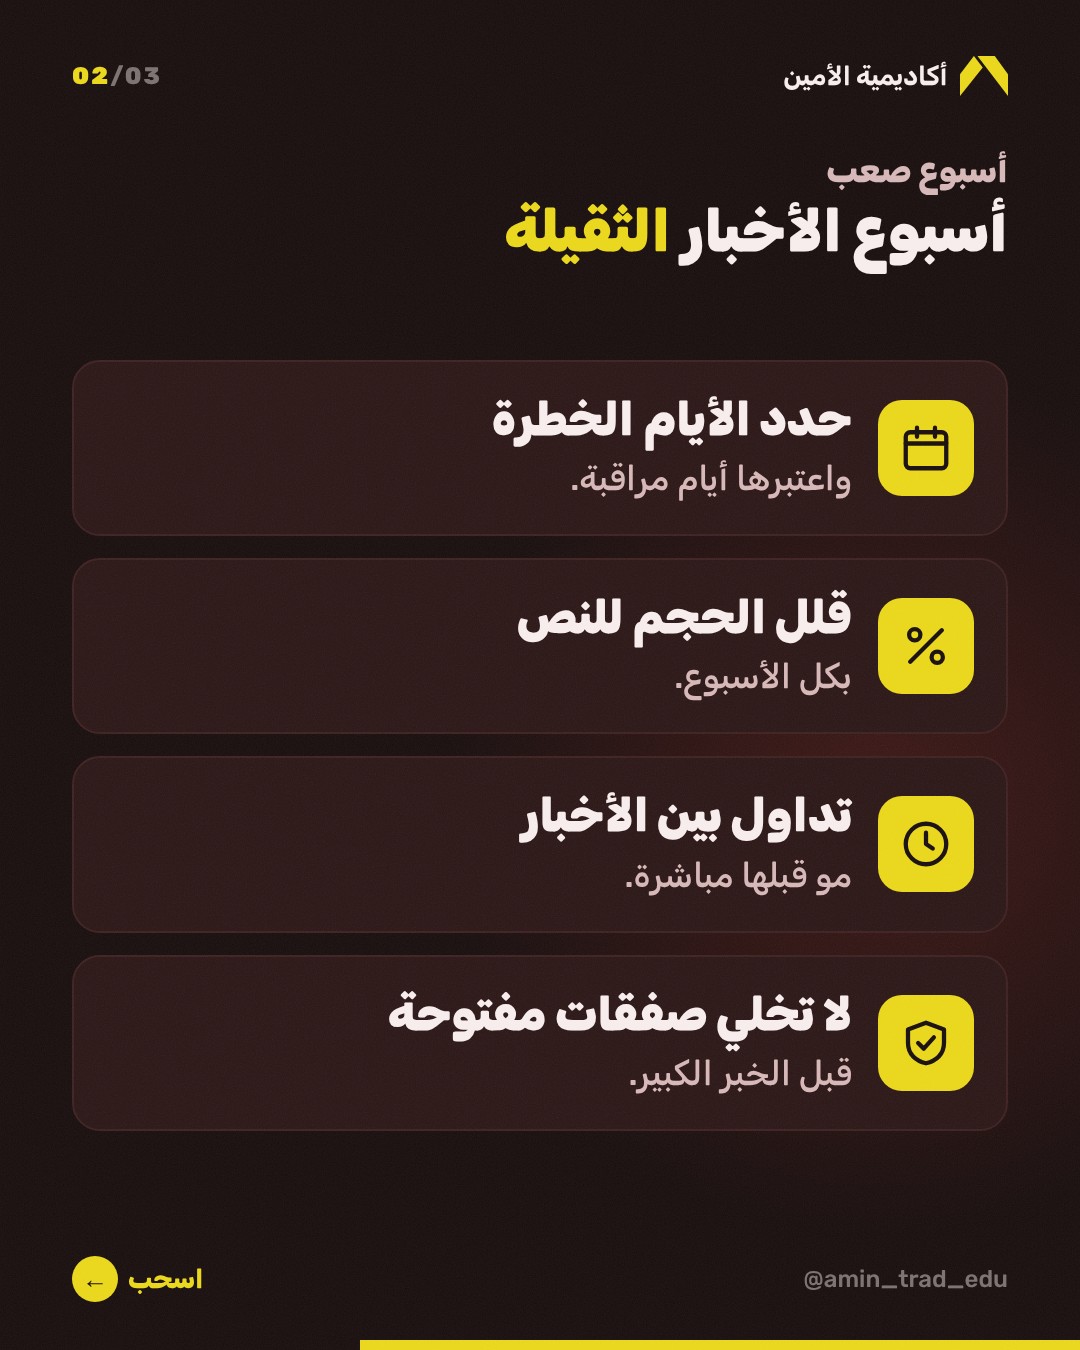 أكاديمية الأمين
02/03
أسبوع صعب
أسبوع الأخبار الثقيلة
حدد الأيام الخطرة
واعتبرها أيام مراقبة.
قلل الحجم للنص
بكل الأسبوع.
تداول بين الأخبار
مو قبلها مباشرة.
لا تخلي صفقات مفتوحة
قبل الخبر الكبير.
@amin_trad_edu
اسحب ←